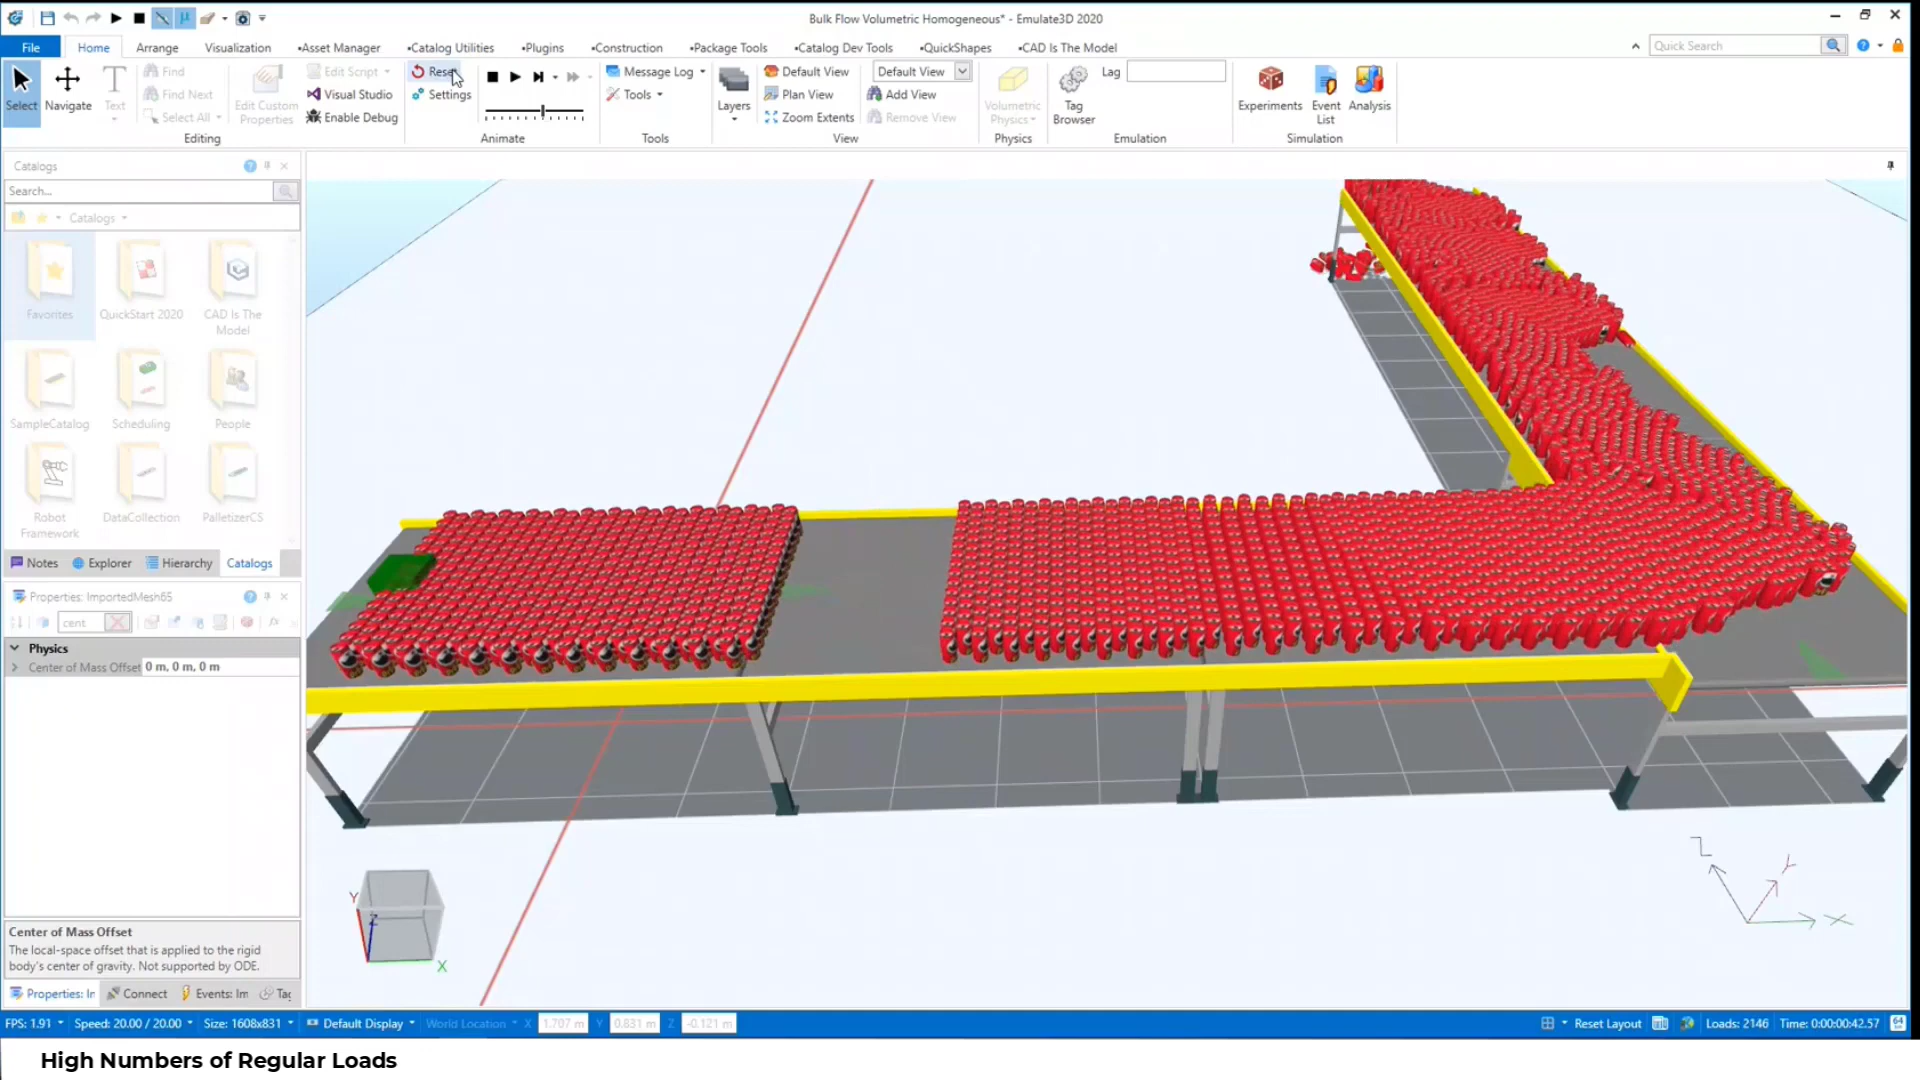 Bulk Flow Volumetric Homogeneous* - Emulate3D 2020
File Home Arrange Visualization •Asset Manager •Catalog Utilities •Plugins •Construction •Package Tools •Catalog Dev Tools •QuickShapes •CAD Is The Model Quick Search
Select Navigate Text
Find
Find Next
Select All
Edit Custom Properties
Edit Script
Visual Studio
Enable Debug
Editing
Reset
Settings
Animate
Message Log
Tools
Tools
Layers
Default View
Plan View
Zoom Extents
Default View
Add View
Remove View
View
Volumetric Physics
Physics
Tag Browser
Lag
Emulation
Experiments
Event List
Analysis
Simulation
Catalogs
Search...
Catalogs
Favorites QuickStart 2020 CAD Is The Model
SampleCatalog Scheduling People
Robot Framework DataCollection PalletizerCS
Notes Explorer Hierarchy Catalogs
Properties: ImportedMesh65
cent
Physics
Center of Mass Offset 0 m, 0 m, 0 m
Center of Mass Offset
The local-space offset that is applied to the rigid
body's center of gravity. Not supported by ODE.
Properties: Ir Connect Events: Im Tag
Y Z X
Z Y X
FPS: 1.91 Speed: 20.00 / 20.00 Size: 1608x831 Default Display World Location X 1.707 m Y 0.831 m Z -0.121 m Reset Layout Loads: 2146 Time: 0:00:00:42.57 64
High Numbers of Regular Loads